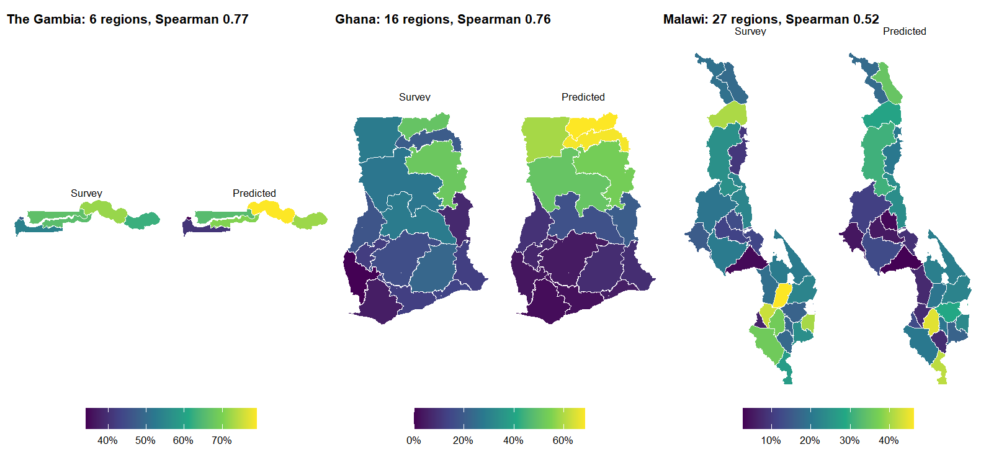 The Gambia: 6 regions, Spearman 0.77
Survey Predicted
40% 50% 60% 70%
Ghana: 16 regions, Spearman 0.76
Survey Predicted
0% 20% 40% 60%
Malawi: 27 regions, Spearman 0.52
Survey Predicted
10% 20% 30% 40%